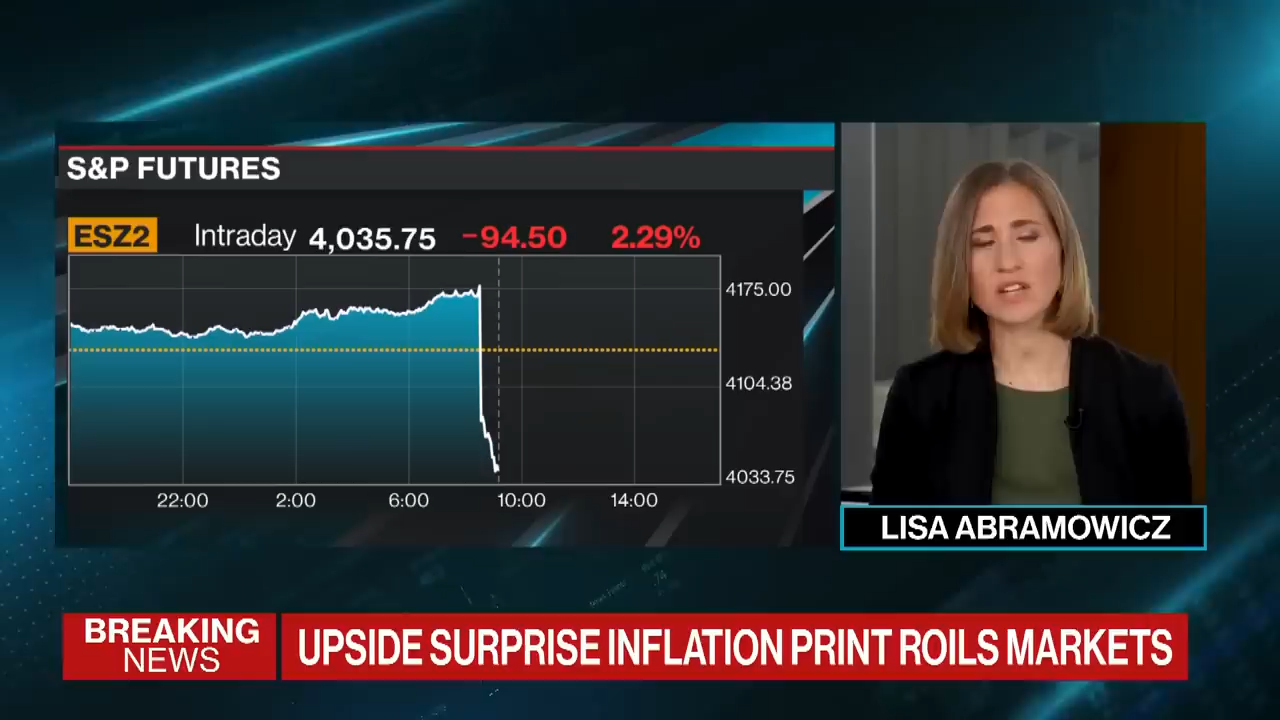 S&P FUTURES
ESZ2 Intraday 4,035.75 -94.50 2.29%
4175.00
4104.38
4033.75
22:00 2:00 6:00 10:00 14:00
LISA ABRAMOWICZ
BREAKING
NEWS
UPSIDE SURPRISE INFLATION PRINT ROILS MARKETS